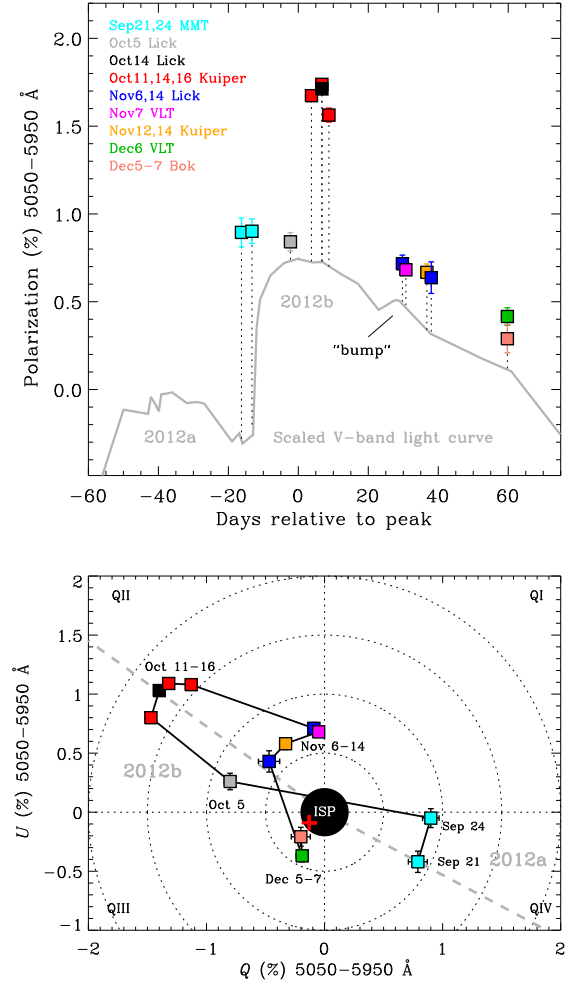 Sep21,24 MMT
Oct5 Lick
Oct14 Lick
Oct11,14,16 Kuiper
Nov6,14 Lick
Nov7 VLT
Nov12,14 Kuiper
Dec6 VLT
Dec5-7 Bok
2.0
1.5
1.0
0.5
0.0
Polarization (%) 5050-5950 Å
2012b
"bump"
2012a
Scaled V-band light curve
-60 -40 -20 0 20 40 60
Days relative to peak
2
1.5
1
0.5
0
-0.5
-1
U (%) 5050-5950 Å
QII
QI
Oct 11-16
2012b
Nov 6-14
Oct 5
ISP
Sep 24
Sep 21
2012a
Dec 5-7
QIII
QIV
-2 -1 0 1 2
Q (%) 5050-5950 Å